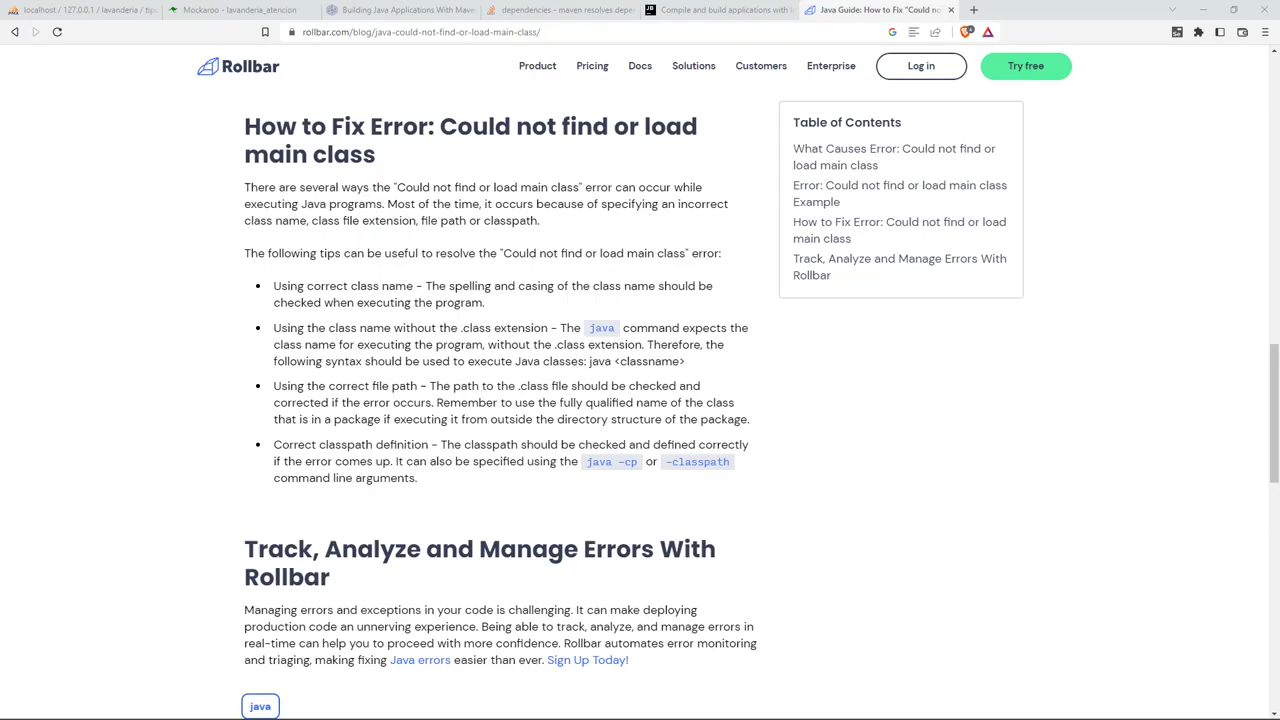 localhost / 127.0.0.1 / lavanderia / tip
Mockaroo - lavanderia_atencion
Building Java Applications With Mave
dependencies - maven resolves depe
Compile and build applications with I
Java Guide: How to Fix "Could no
rollbar.com/blog/java-could-not-find-or-load-main-class/
Rollbar
Product
Pricing
Docs
Solutions
Customers
Enterprise
Log in
Try free
How to Fix Error: Could not find or load
main class
There are several ways the "Could not find or load main class" error can occur while
executing Java programs. Most of the time, it occurs because of specifying an incorrect
class name, class file extension, file path or classpath.
The following tips can be useful to resolve the "Could not find or load main class" error:
Using correct class name – The spelling and casing of the class name should be
checked when executing the program.
Using the class name without the .class extension – The java command expects the
class name for executing the program, without the .class extension. Therefore, the
following syntax should be used to execute Java classes: java <classname>
Using the correct file path – The path to the .class file should be checked and
corrected if the error occurs. Remember to use the fully qualified name of the class
that is in a package if executing it from outside the directory structure of the package.
Correct classpath definition – The classpath should be checked and defined correctly
if the error comes up. It can also be specified using the java -cp or -classpath
command line arguments.
Track, Analyze and Manage Errors With
Rollbar
Managing errors and exceptions in your code is challenging. It can make deploying
production code an unnerving experience. Being able to track, analyze, and manage errors in
real-time can help you to proceed with more confidence. Rollbar automates error monitoring
and triaging, making fixing Java errors easier than ever. Sign Up Today!
java
Table of Contents
What Causes Error: Could not find or
load main class
Error: Could not find or load main class
Example
How to Fix Error: Could not find or load
main class
Track, Analyze and Manage Errors With
Rollbar